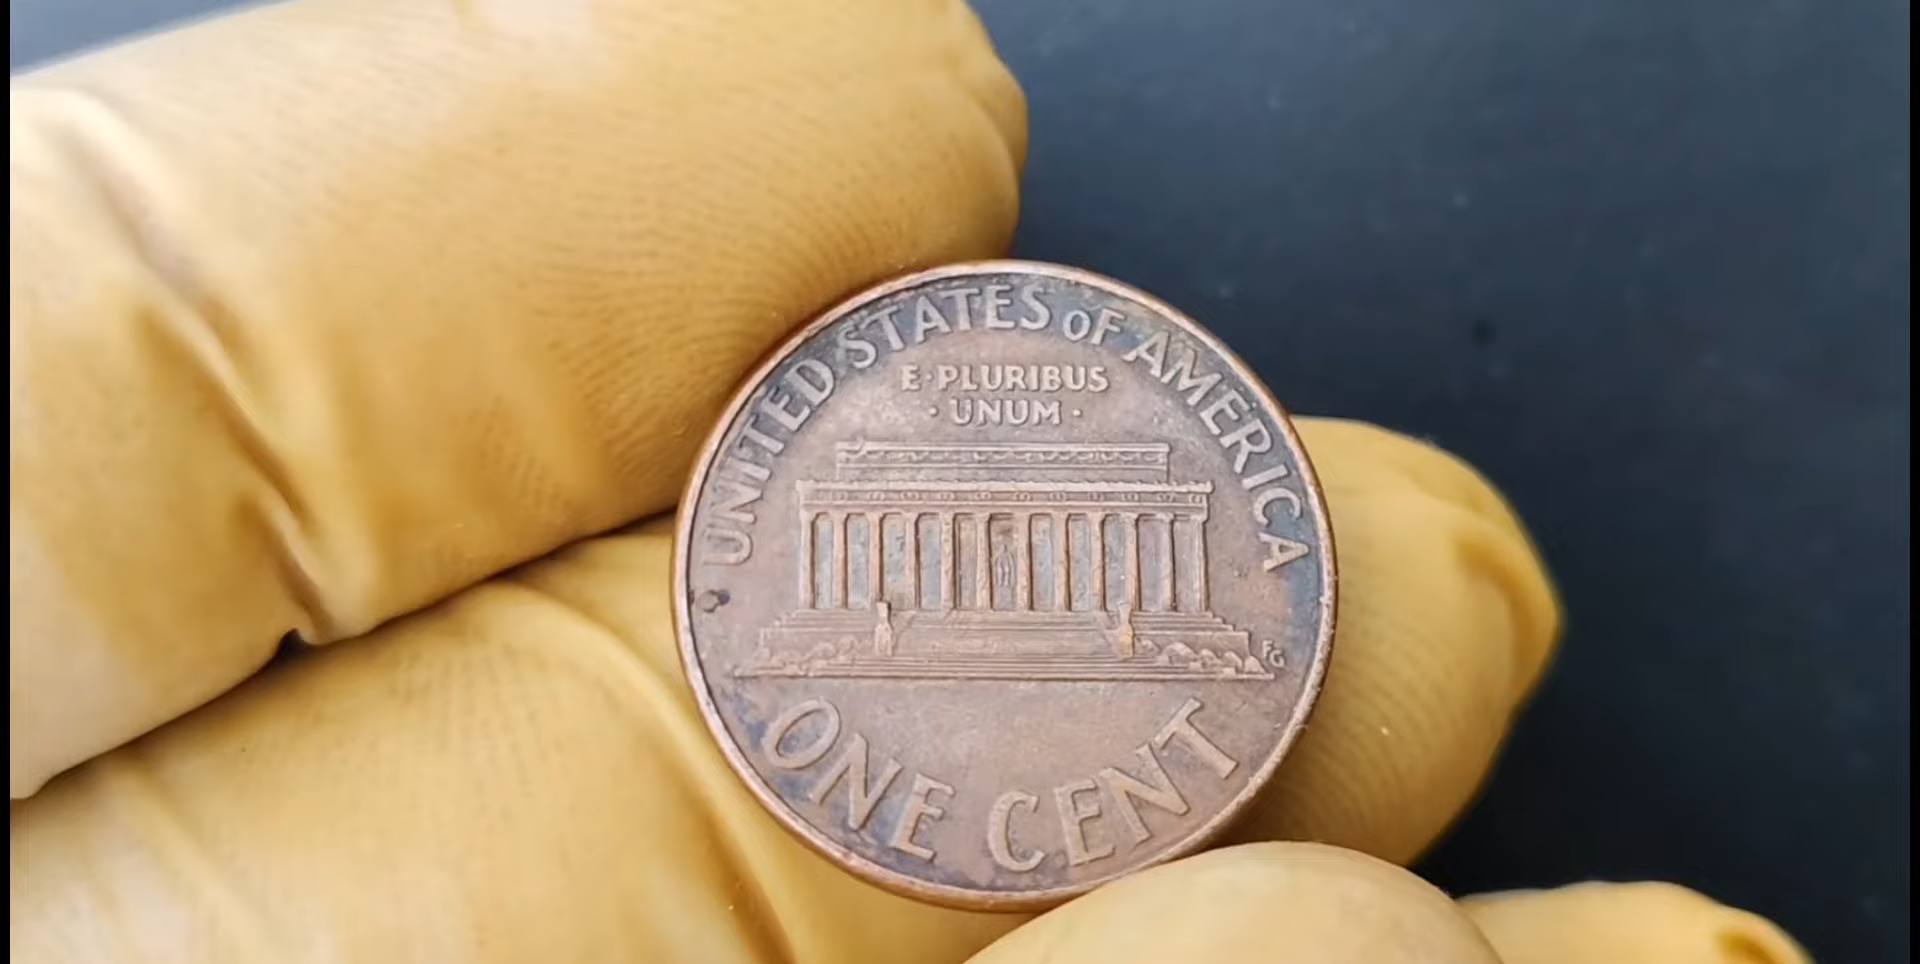 UNITED STATES OF AMERICA
E·PLURIBUS
·UNUM·
FG
ONE CENT